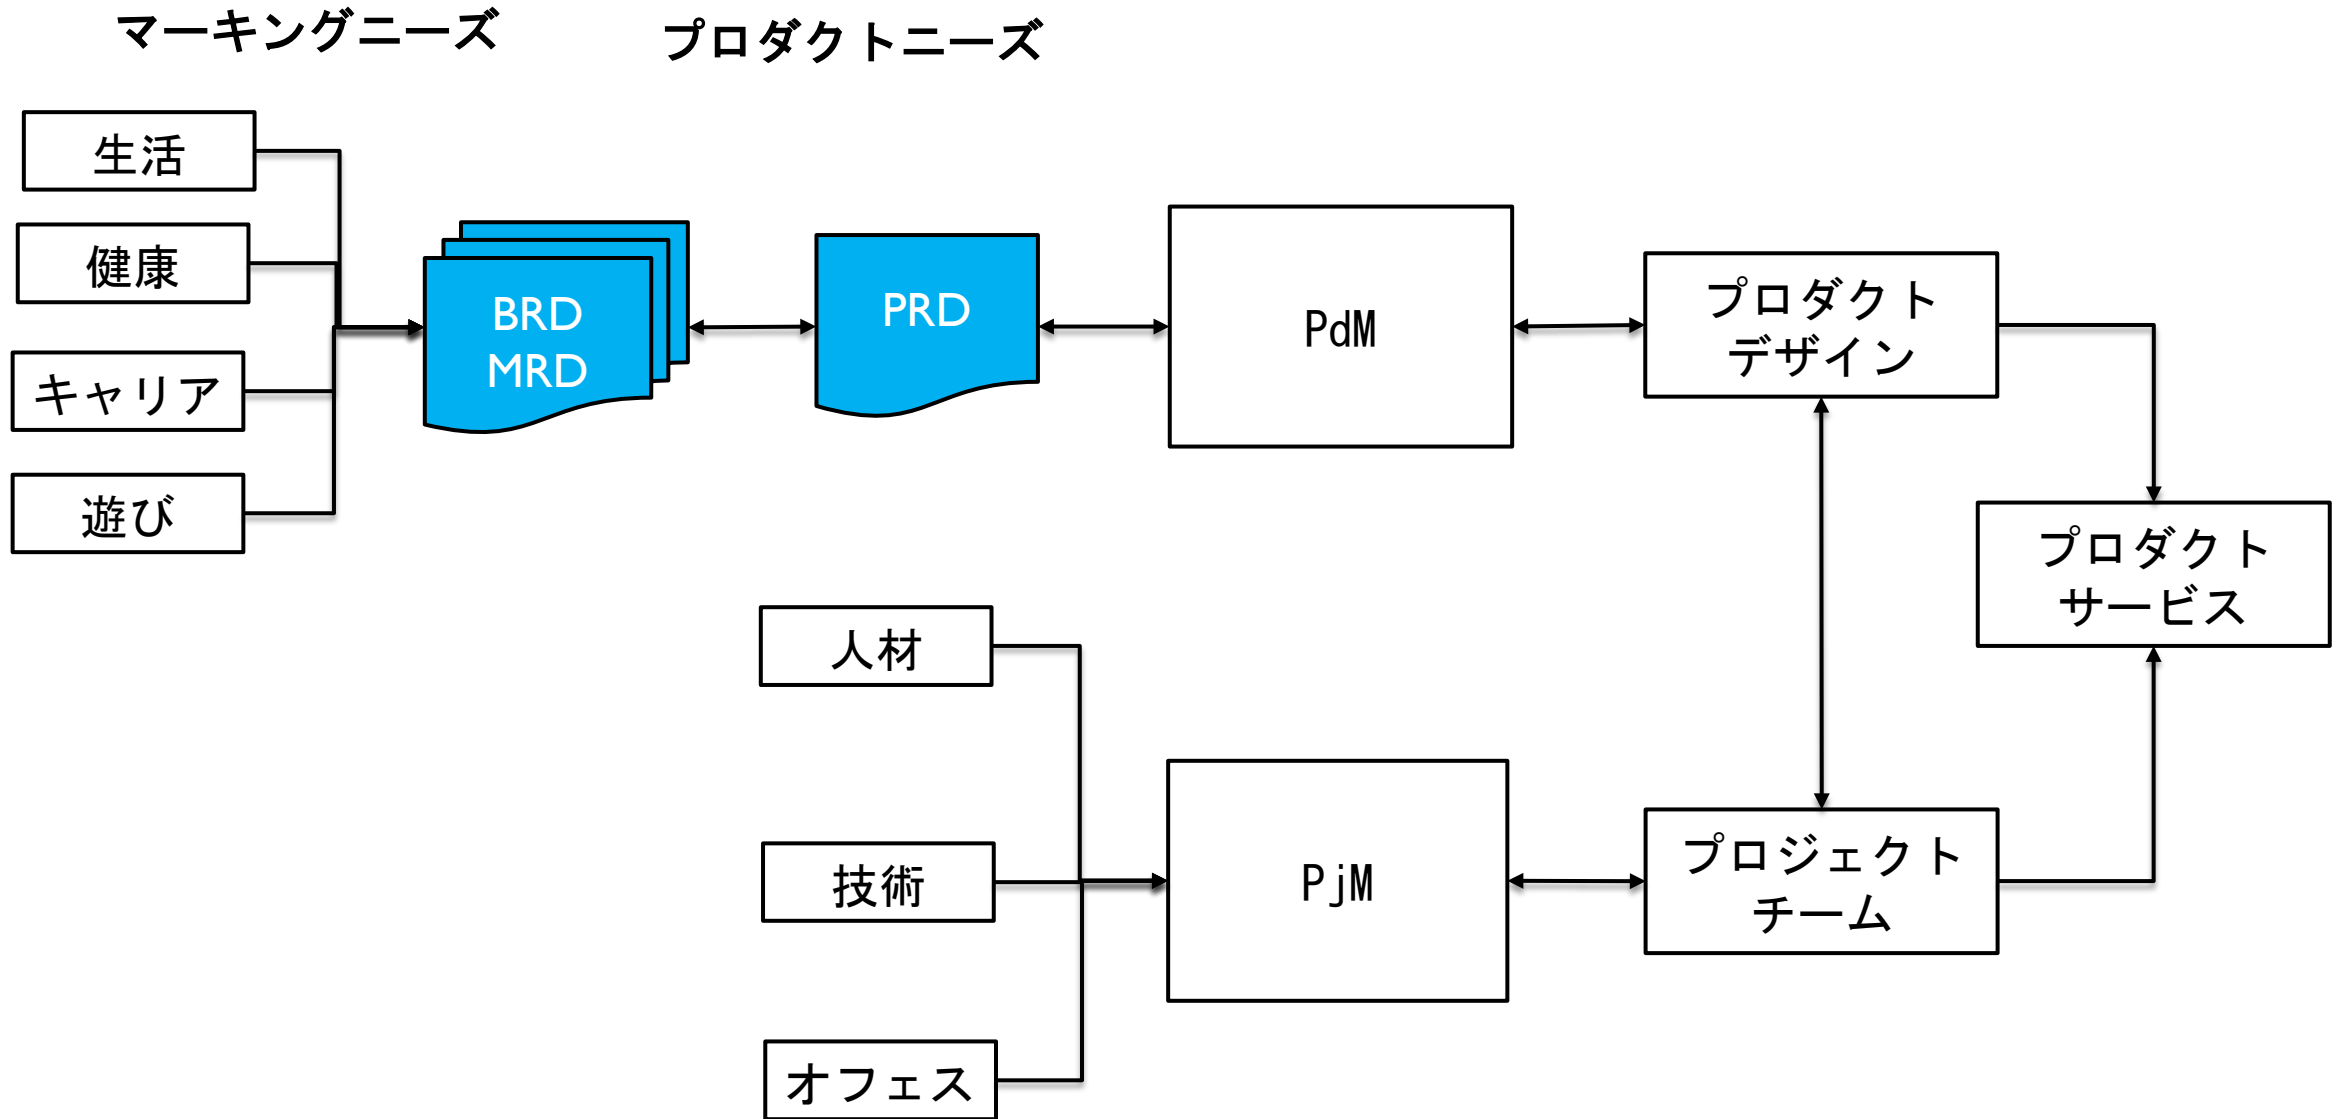 マーキングニーズ
プロダクトニーズ
生活
健康
キャリア
遊び
BRD
MRD
PRD
PdM
プロダクト
デザイン
プロダクト
サービス
人材
技術
オフェス
PjM
プロジェクト
チーム